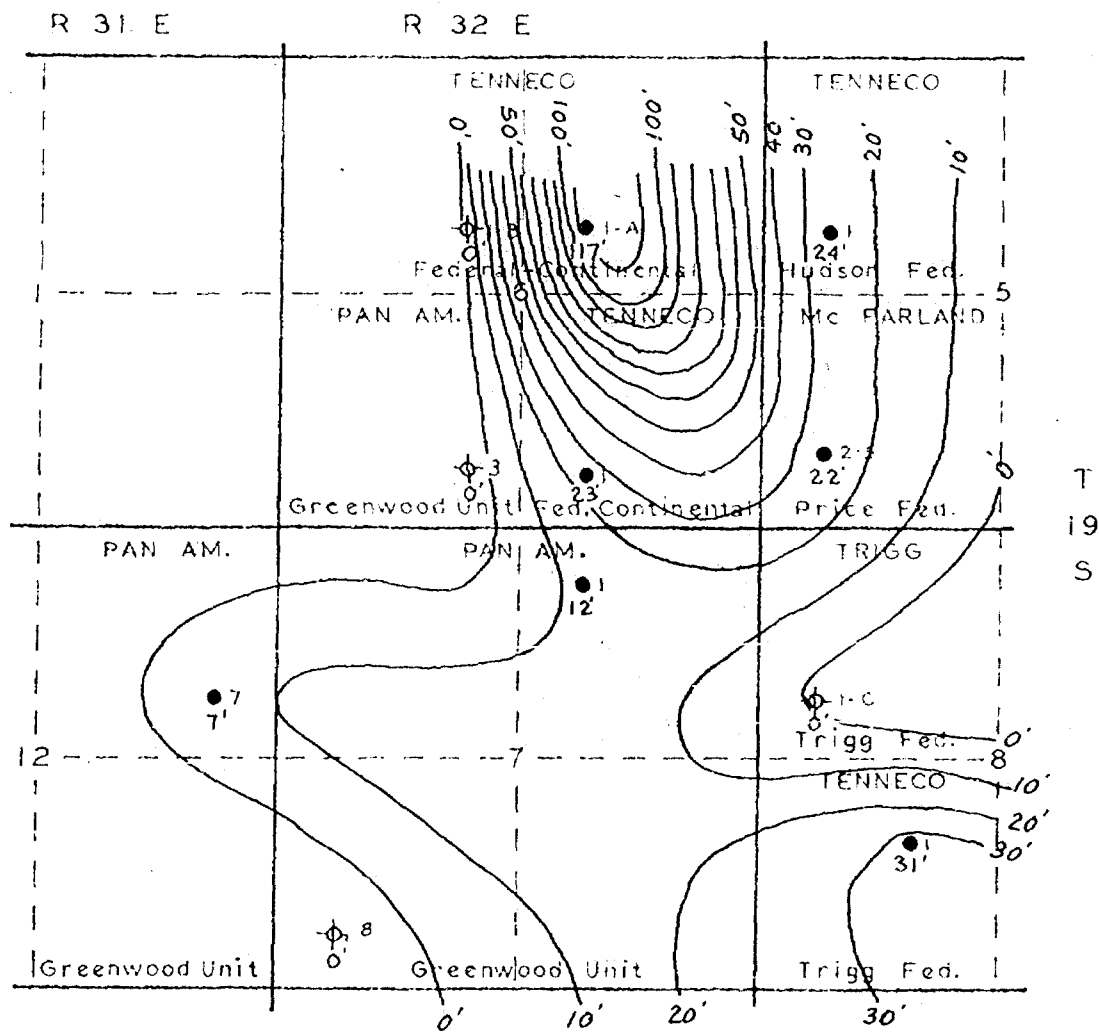 R 31 E R 32 E
TENNECO TENNECO
0' 50' 100' 100' 50' 40' 30' 20' 10'
1-B 1-A 1
0' 17' 24'
Federal-Continental Hudson Fed.
6 5
PAN AM. TENNECO Mc FARLAND
3 1 2-5
0' 23' 22' 0'
Greenwood Unit Fed. Continental Price Fed.
T
19
S
PAN AM. PAN AM. TRIGG
1
12'
7 1-C
7' 0'
Trigg Fed. 0'
12 7 8
TENNECO 10'
20'
1 30'
31'
8
0'
Greenwood Unit Greenwood Unit Trigg Fed.
0' 10' 20' 30'